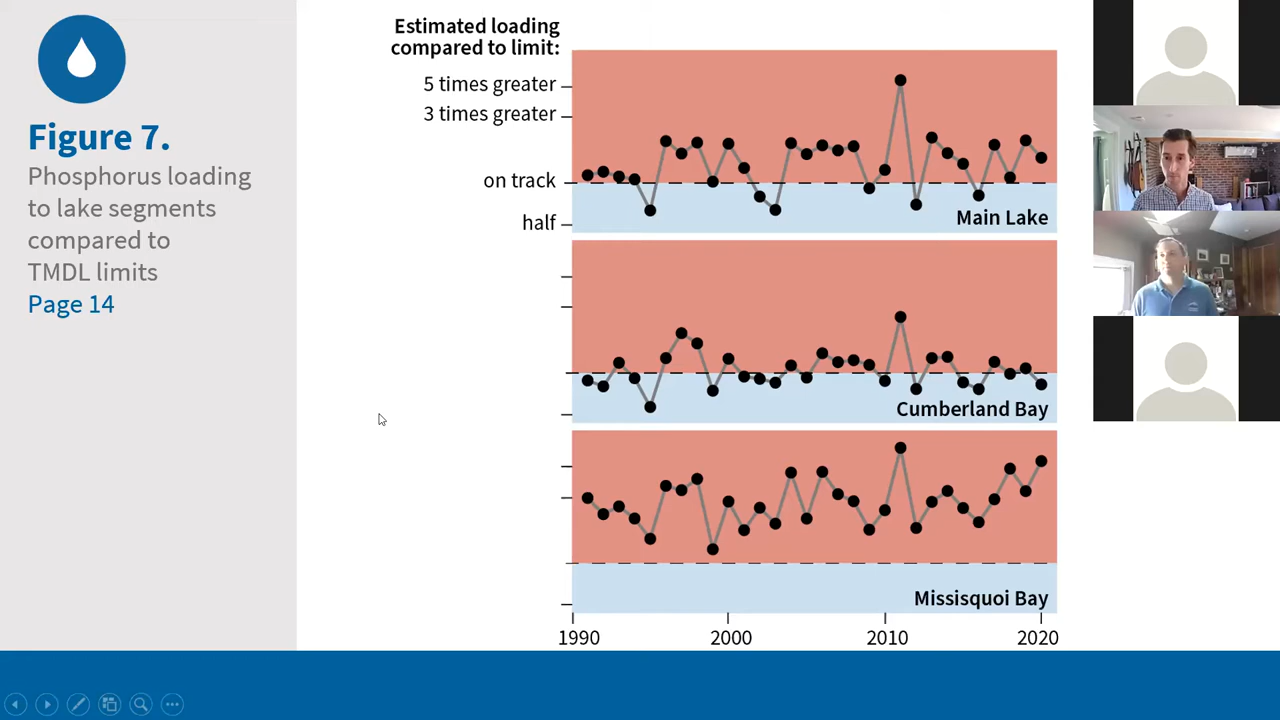 Figure 7.
Phosphorus loading
to lake segments
compared to
TMDL limits
Page 14
Estimated loading
compared to limit:
5 times greater
3 times greater
on track
half
Main Lake
Cumberland Bay
Missisquoi Bay
1990
2000
2010
2020